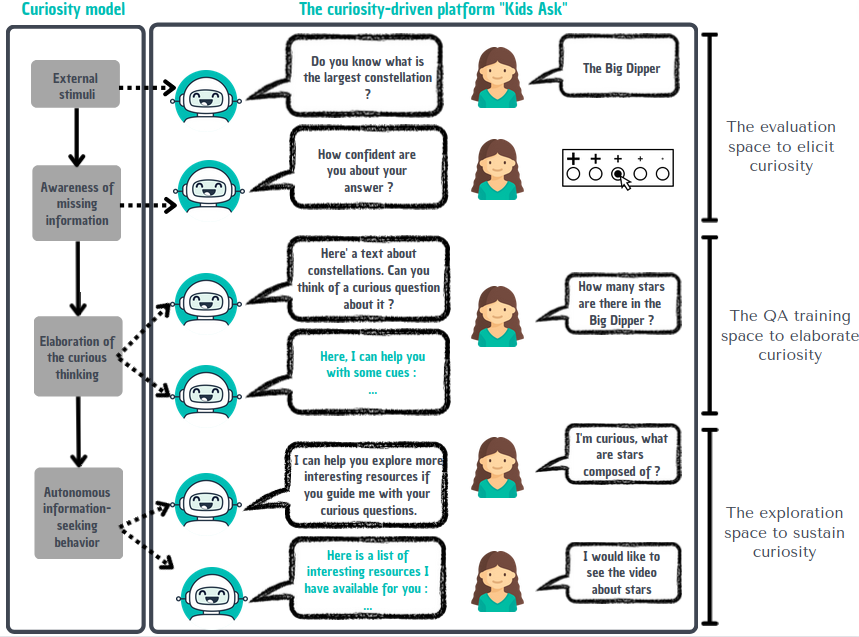 Curiosity model
The curiosity-driven platform "Kids Ask"
External
stimuli
Do you know what is
the largest constellation
?
The Big Dipper
The evaluation
space to elicit
curiosity
Awareness of
missing
information
How confident are
you about your
answer ?
Elaboration of
the curious
thinking
Here' a text about
constellations. Can you
think of a curious question
about it ?
How many stars
are there in the
Big Dipper ?
The QA training
space to elaborate
curiosity
Here, I can help you
with some cues :
...
Autonomous
information-
seeking
behavior
I can help you explore more
interesting resources if
you guide me with your
curious questions.
I'm curious, what
are stars
composed of ?
The exploration
space to sustain
curiosity
Here is a list of
interesting resources I
have available for you :
...
I would like to
see the video
about stars